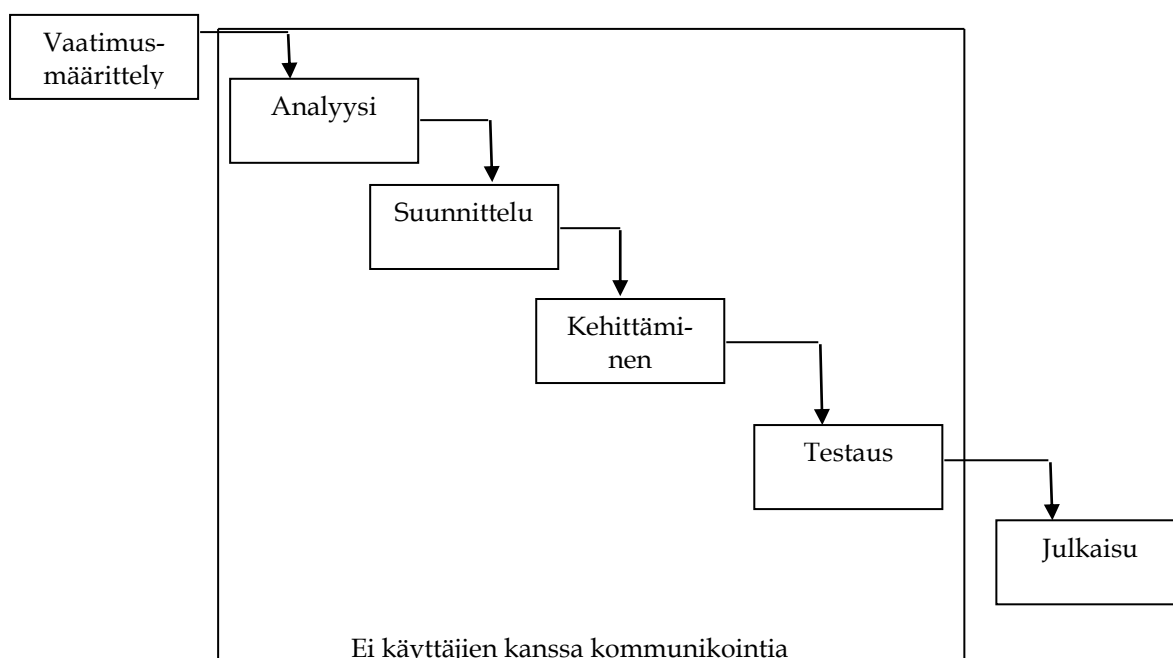 Vaatimus-
määrittely
Analyysi
Suunnittelu
Kehittämi-
nen
Testaus
Julkaisu
Ei käyttäjien kanssa kommunikointia